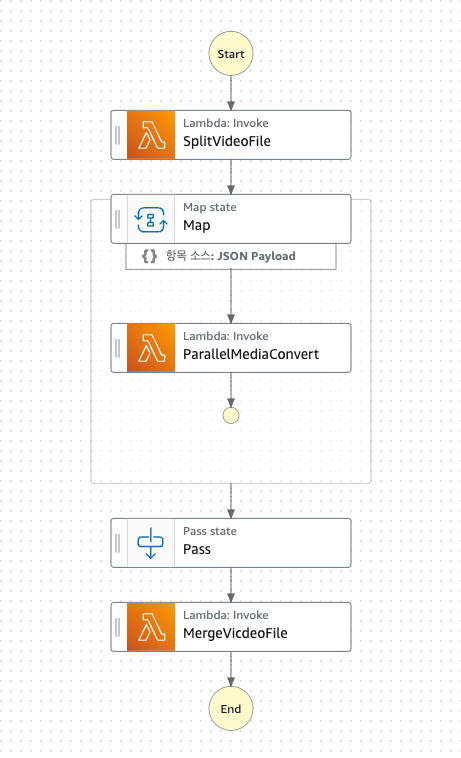 Start
Lambda: Invoke
SplitVideoFile
Map state
Map
{} 항목 소스: JSON Payload
Lambda: Invoke
ParallelMediaConvert
Pass state
Pass
Lambda: Invoke
MergeVicdeoFile
End